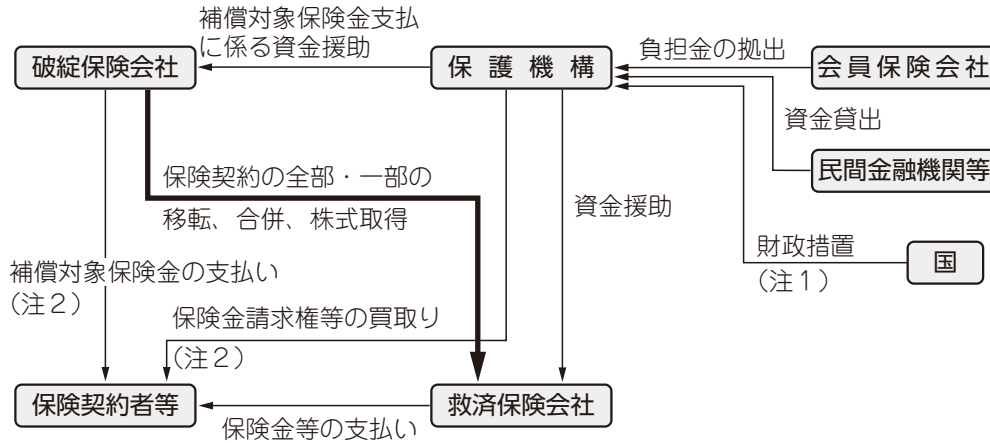 補償対象保険金支払
に係る資金援助
破綻保険会社
保護機構
負担金の拠出
会員保険会社
資金貸出
民間金融機関等
保険契約の全部・一部の
移転、合併、株式取得
資金援助
財政措置
（注１）
国
補償対象保険金の支払い
（注２）
保険金請求権等の買取り
（注２）
保険契約者等
救済保険会社
保険金等の支払い